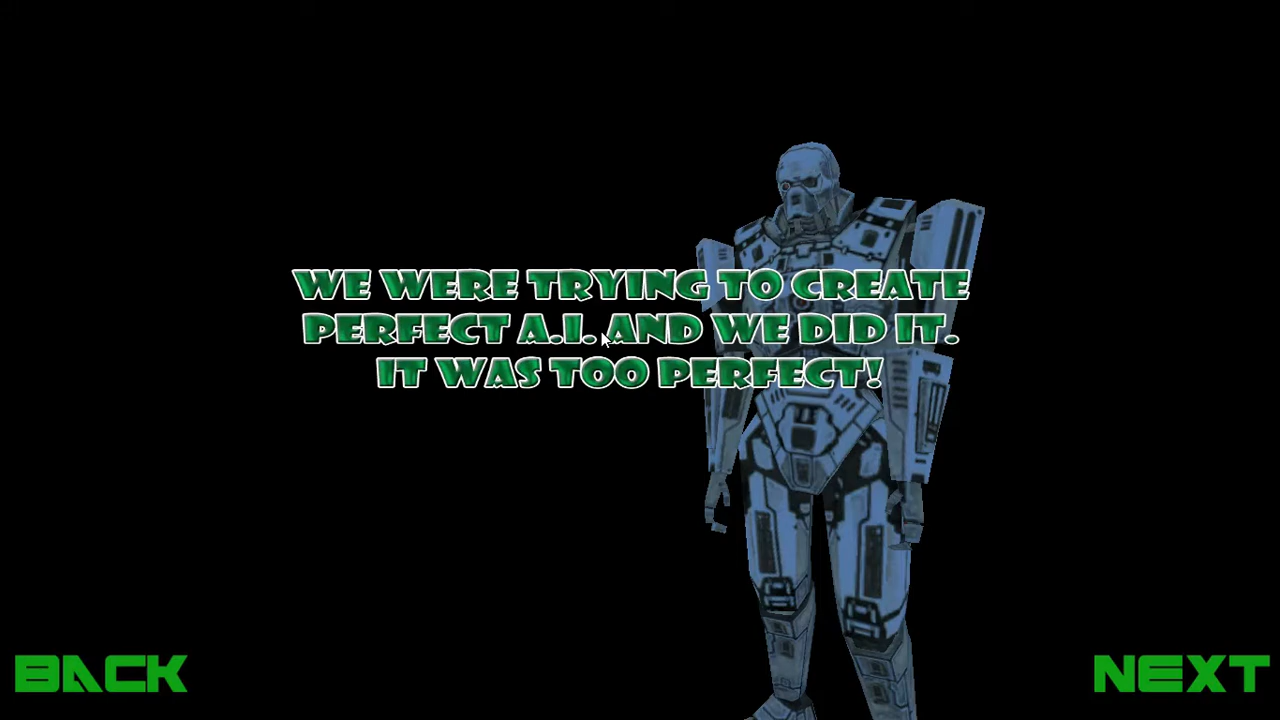 WE WERE TRYING TO CREATE
PERFECT A.I. AND WE DID IT.
IT WAS TOO PERFECT!
BACK
NEXT